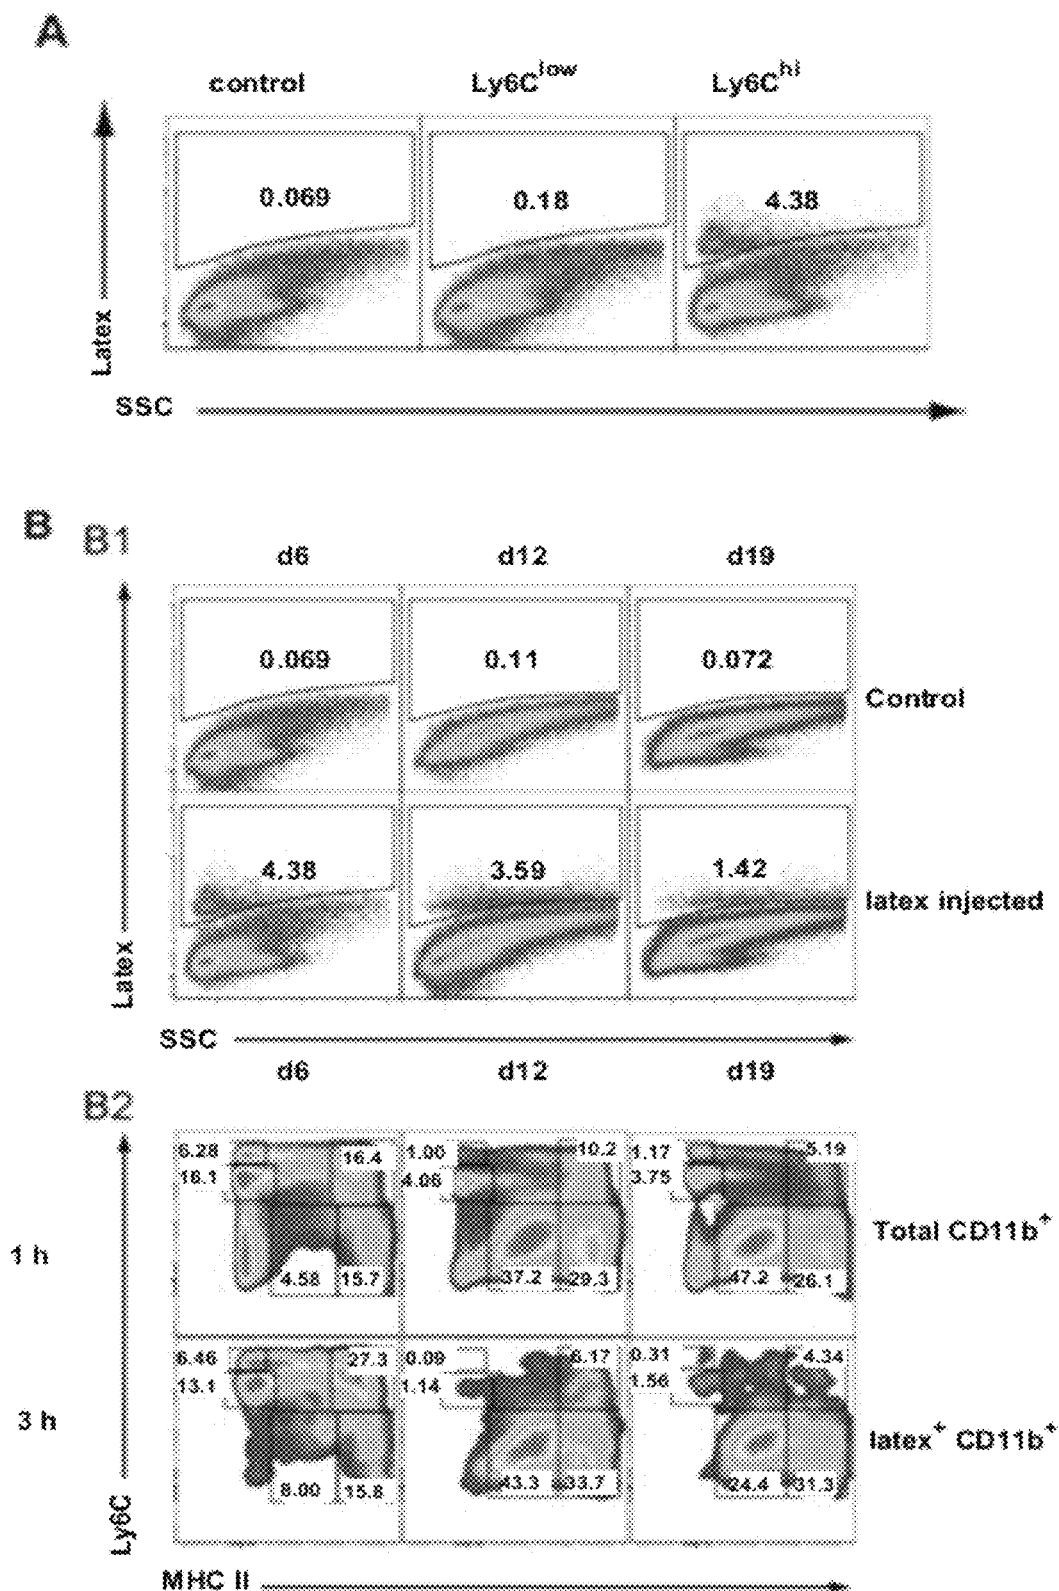 A
control Ly6C^low Ly6C^hi
0.069 0.18 4.38
Latex
SSC
B B1
d6 d12 d19
0.069 0.11 0.072
Control
4.38 3.59 1.42
latex injected
Latex
SSC
d6 d12 d19
B2
6.28 16.4 1.00 10.2 1.17 5.19
16.1 4.06 3.75
Total CD11b^+
1 h
4.58 15.7 37.2 29.3 47.2 26.1
6.46 27.3 0.09 6.17 0.31 4.34
13.1 1.14 1.56
3 h
latex^+ CD11b^+
8.00 15.8 43.3 33.7 24.4 31.3
Ly6C
MHC II